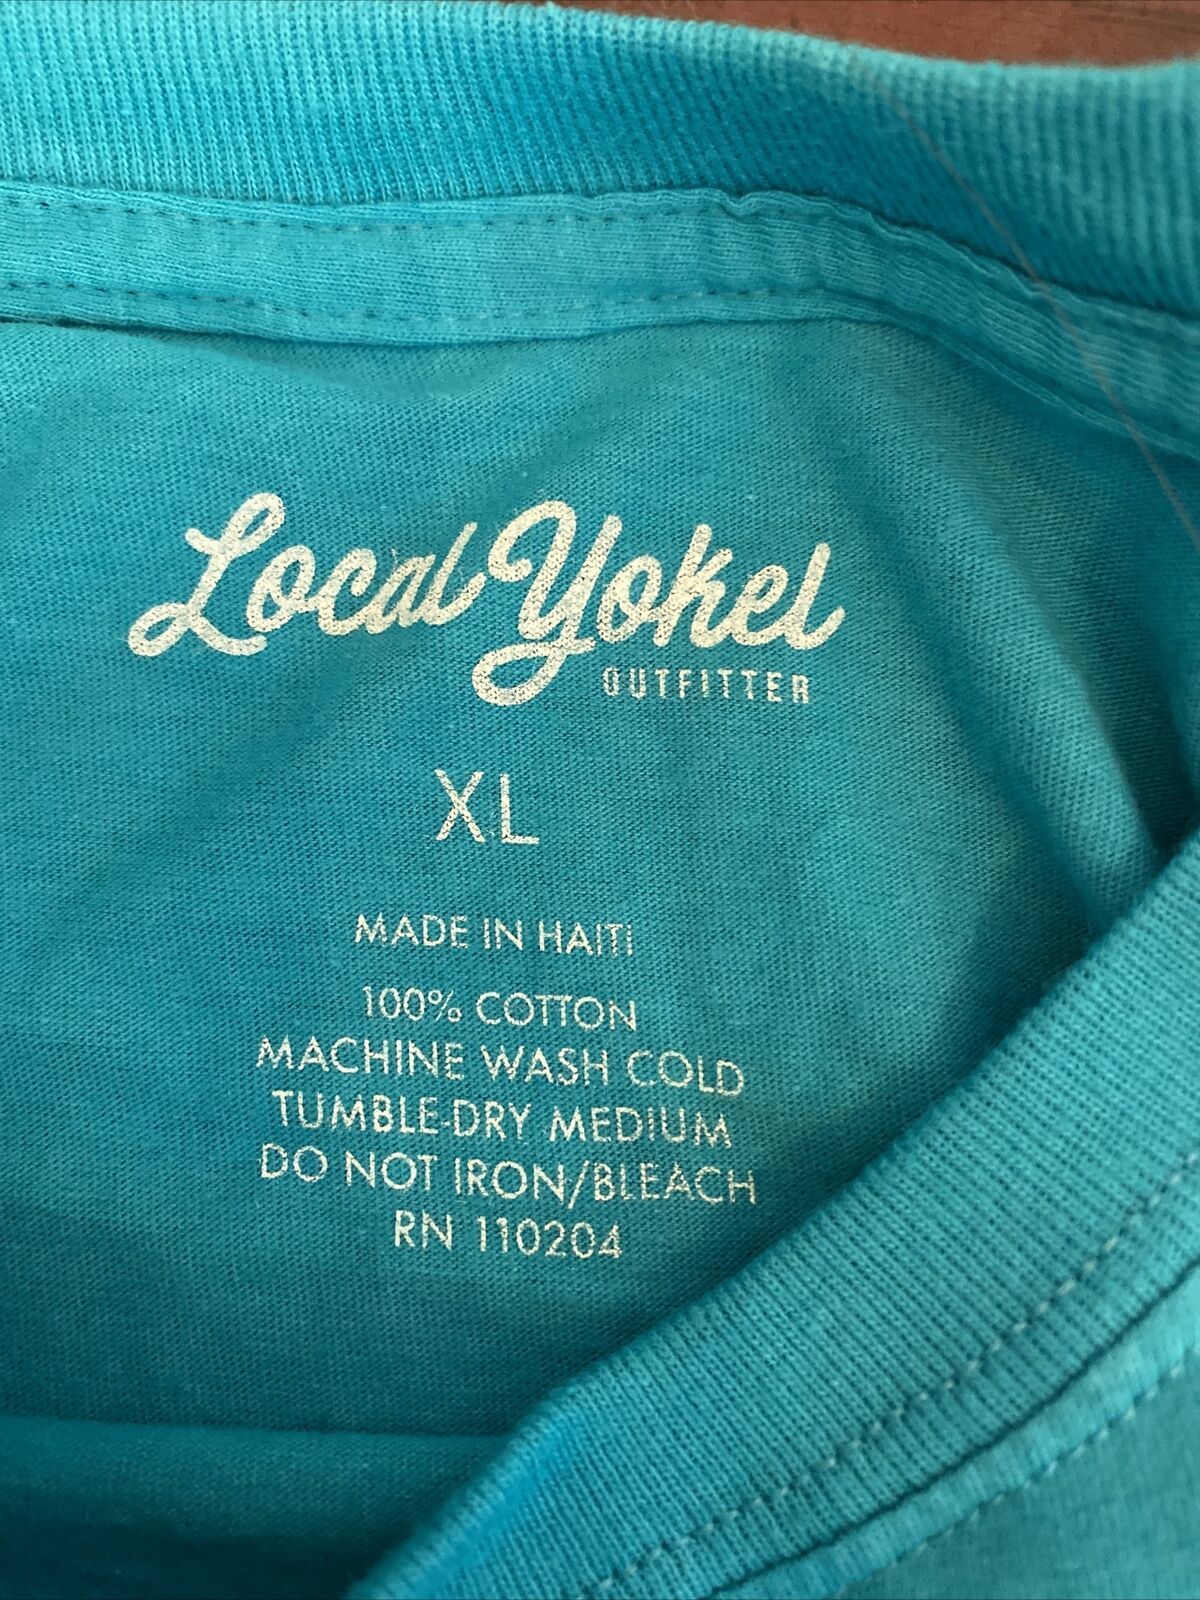 Local Yokel
OUTFITTER
XL
MADE IN HAITi
100% COTTON
MACHINE WASH COLD
TUMBLE-DRY MEDIUM
DO NOT IRON/BLEACH
RN 110204